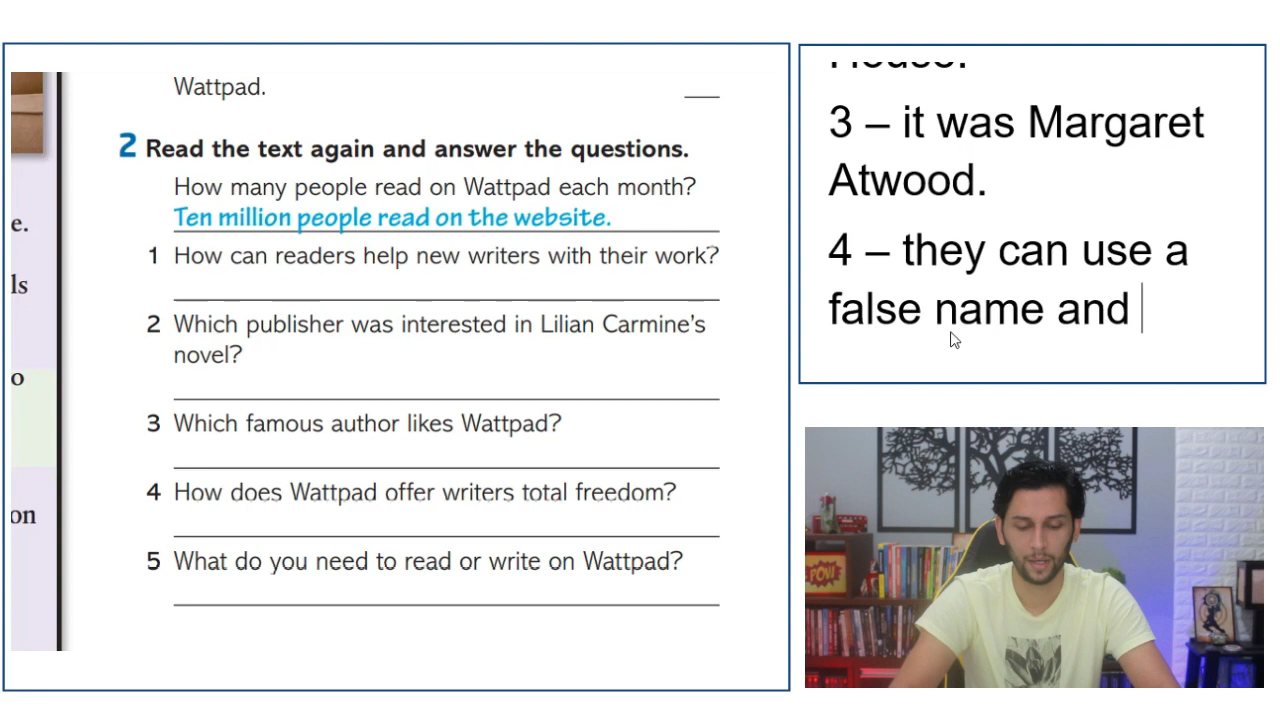 Wattpad.
2 Read the text again and answer the questions.
How many people read on Wattpad each month?
Ten million people read on the website.
1 How can readers help new writers with their work?
2 Which publisher was interested in Lilian Carmine's
novel?
3 Which famous author likes Wattpad?
4 How does Wattpad offer writers total freedom?
5 What do you need to read or write on Wattpad?
e.
ls
o
on
House.
3 – it was Margaret
Atwood.
4 – they can use a
false name and
POW!